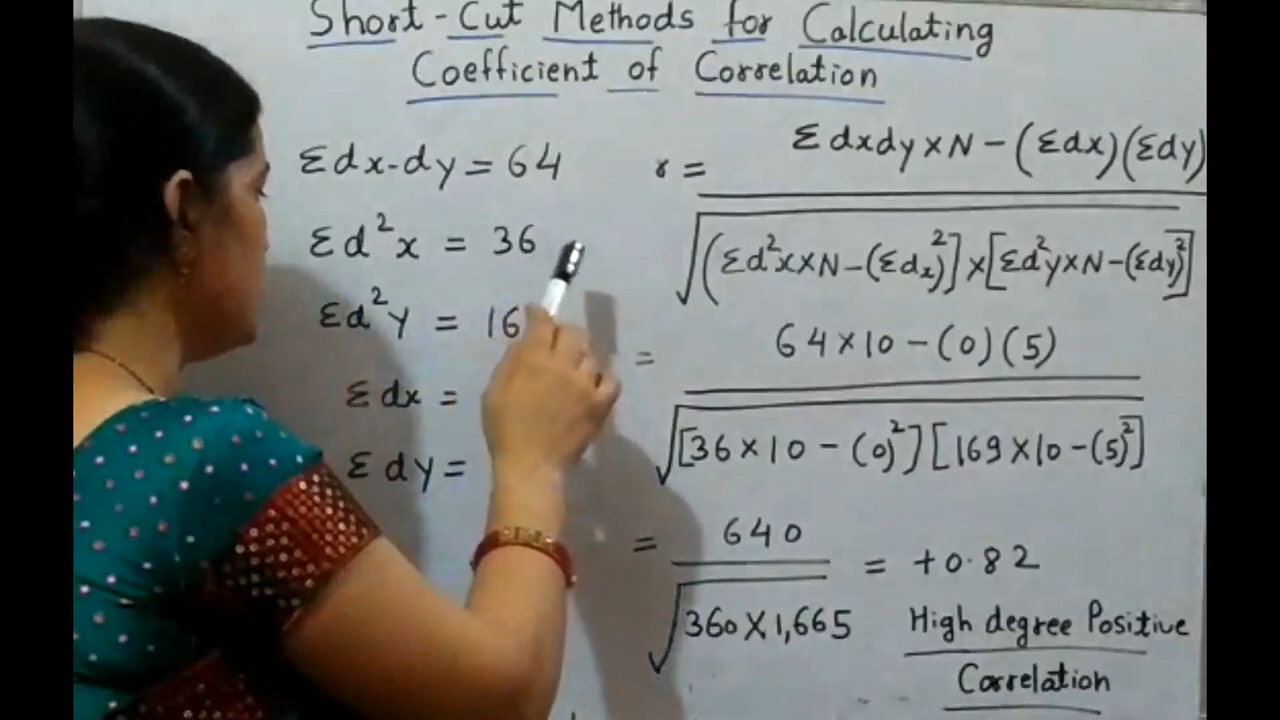 Short-Cut Methods for Calculating
Coefficient of Correlation
Σdx-dy = 64
Σd²x = 36
Σd²y = 16
Σdx =
Σdy =
r = Σdxdy×N-(Σdx)(Σdy)
√(Σd²x×N-(Σdx)²]×[Σd²y×N-(Σdy)²]
= 64×10-(0)(5)
√[36×10-(0)²][169×10-(5)²]
= 640
√360×1,665
= +0.82
High degree Positive
Correlation